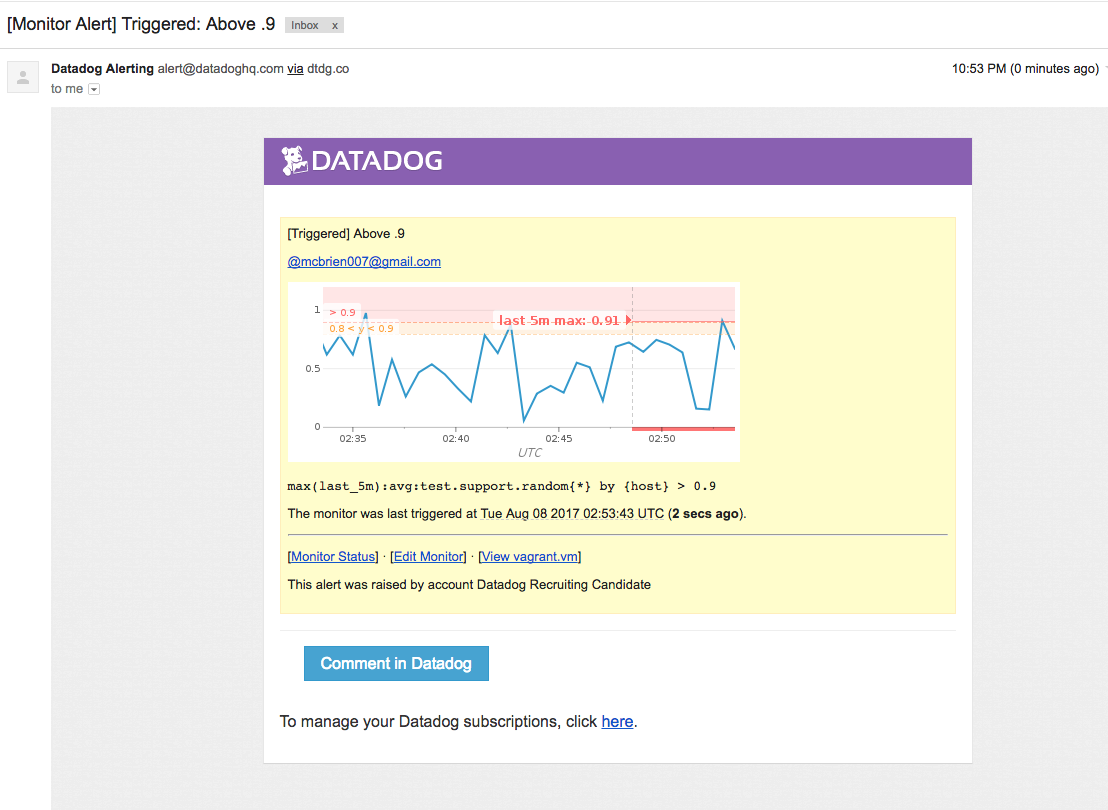 [Monitor Alert] Triggered: Above .9 Inbox x
Datadog Alerting alert@datadoghq.com via dtdg.co 10:53 PM (0 minutes ago)
to me
DATADOG
[Triggered] Above .9
@mcbrien007@gmail.com
1
> 0.9
last 5m max: 0.91
0.8 < y < 0.9
0.5
0
02:35 02:40 02:45 02:50
UTC
max(last_5m):avg:test.support.random{*} by {host} > 0.9
The monitor was last triggered at Tue Aug 08 2017 02:53:43 UTC (2 secs ago).
[Monitor Status] · [Edit Monitor] · [View vagrant.vm]
This alert was raised by account Datadog Recruiting Candidate
Comment in Datadog
To manage your Datadog subscriptions, click here.